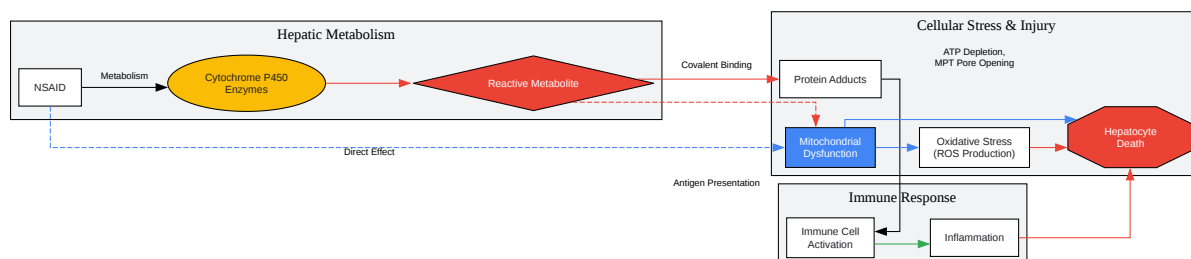 Hepatic Metabolism
NSAID
Metabolism
Cytochrome P450
Enzymes
Reactive Metabolite
Covalent Binding
Direct Effect
Cellular Stress & Injury
ATP Depletion,
MPT Pore Opening
Protein Adducts
Mitochondrial
Dysfunction
Oxidative Stress
(ROS Production)
Hepatocyte
Death
Antigen Presentation
Immune Response
Immune Cell
Activation
Inflammation